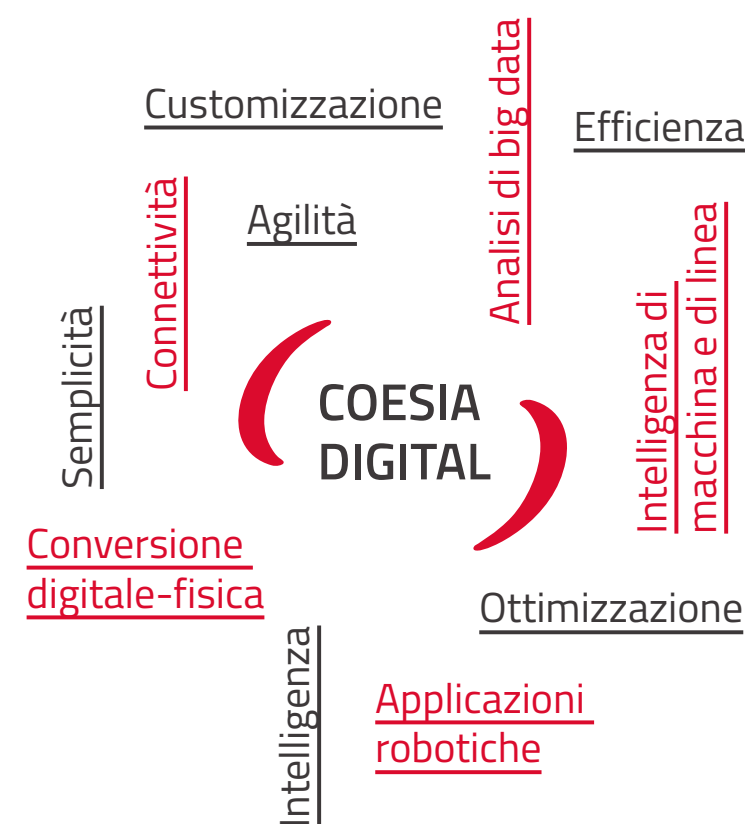 Customizzazione
Analisi di big data
Efficienza
Connettività
Agilità
Intelligenza di
macchina e di linea
Semplicità
COESIA
DIGITAL
Conversione
digitale-fisica
Ottimizzazione
Intelligenza
Applicazioni
robotiche